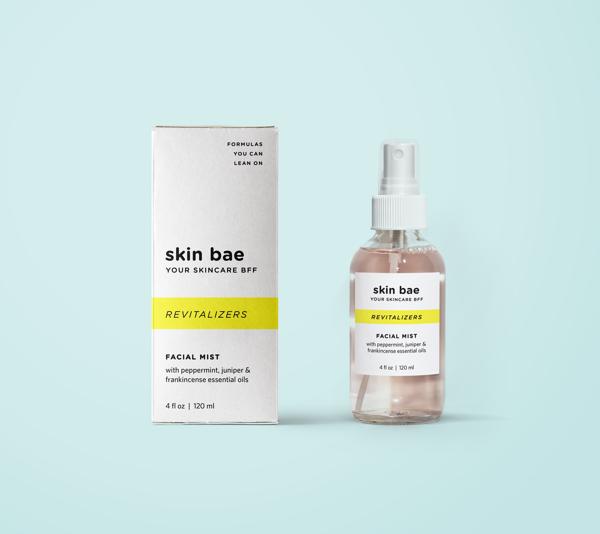 FORMULAS
YOU CAN
LEAN ON
skin bae
YOUR SKINCARE BFF
REVITALIZERS
FACIAL MIST
with peppermint, juniper &
frankincense essential oils
4 fl oz | 120 ml
skin bae
YOUR SKINCARE BFF
REVITALIZERS
FACIAL MIST
with peppermint, juniper &
frankincense essential oils
4 fl oz | 120 ml